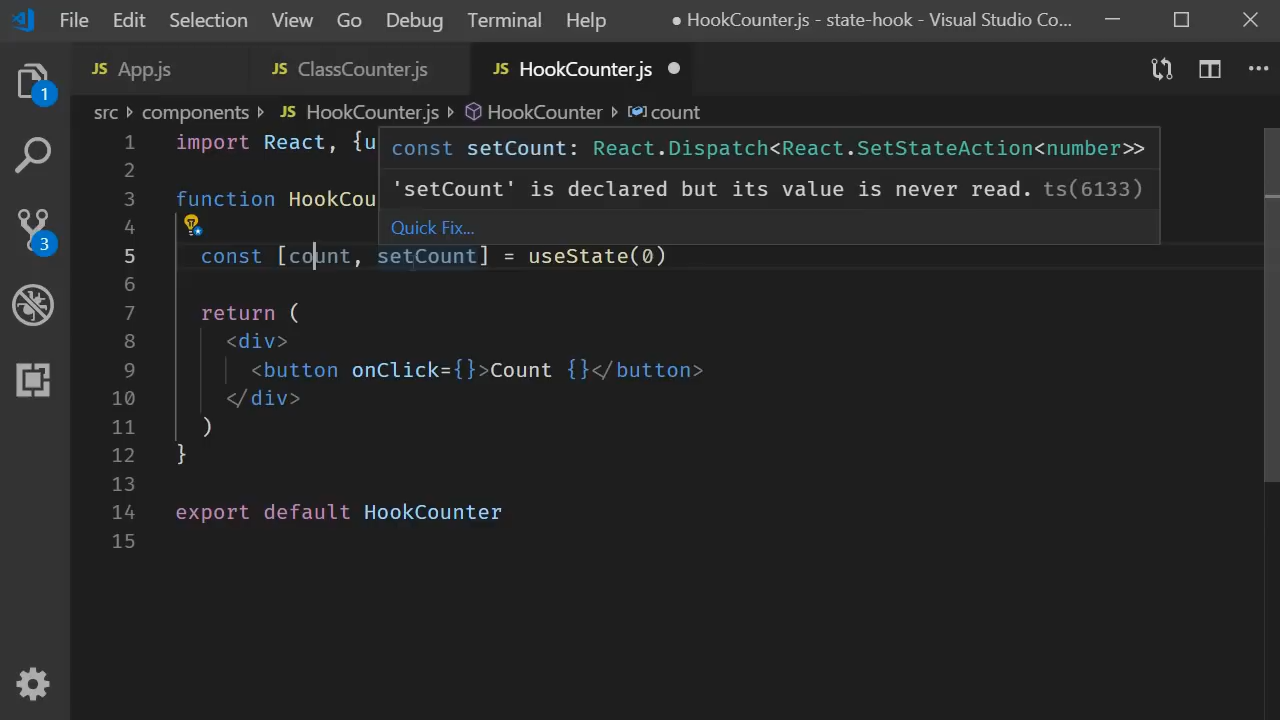 File Edit Selection View Go Debug Terminal Help ● HookCounter.js - state-hook - Visual Studio Co...
JS App.js JS ClassCounter.js JS HookCounter.js
src components JS HookCounter.js HookCounter count
1 import React, {u
const setCount: React.Dispatch<React.SetStateAction<number>>
2
'setCount' is declared but its value is never read. ts(6133)
3 function HookCou
Quick Fix...
4
5 const [count, setCount] = useState(0)
6
7 return (
8 <div>
9 <button onClick={}>Count {}</button>
10 </div>
11 )
12 }
13
14 export default HookCounter
15
1
3